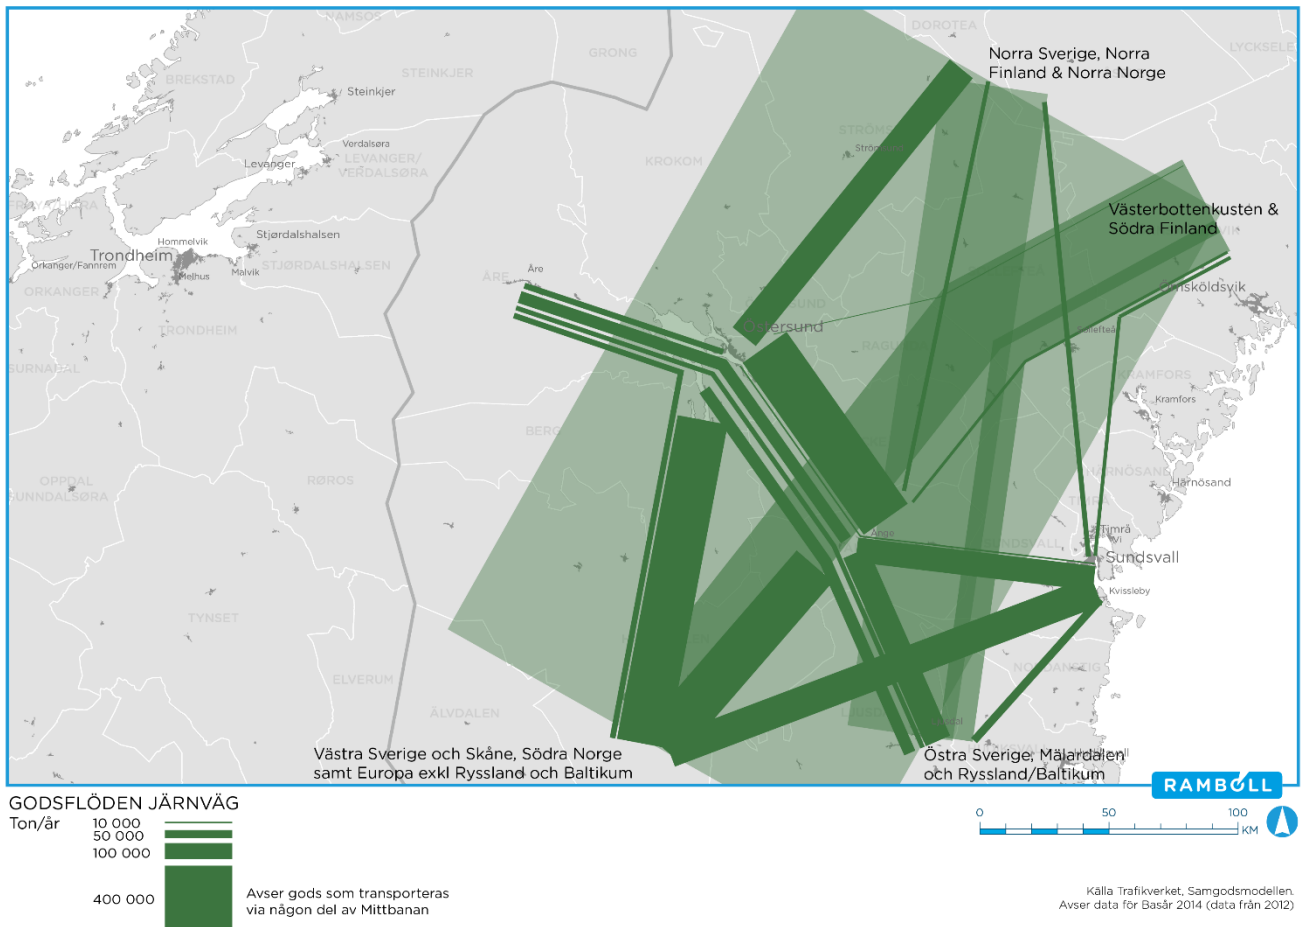 NAMSOS
DOROTEA
LYCKSELE
GRONG
Norra Sverige, Norra
Finland & Norra Norge
STEINKJER
BREKSTAD
Steinkjer
Verdalsøra
Levanger
LEVANGER/
VERDALSØRA
KROKOM
Västerbottenkusten &
Södra Finland
Stjørdalshalsen
Hommelvik
Trondheim
Orkanger/Fannrem
Melhus
Malvik
STJØRDALSHALSEN
ORKANGER
ÅRE
Åre
TRONDHEIM
Östersund
SURNADAL
KRAMFORS
Kramfors
BERG
OPPDAL
SUNNDALSØRA
RØROS
HÄRNÖSAND
Härnösand
TIMRÅ
Timrå
Ånge
Sundsvall
Kvissleby
TYNSET
NORDANSTIG
ELVERUM
ÄLVDALEN
Västra Sverige och Skåne, Södra Norge
samt Europa exkl Ryssland och Baltikum
Östra Sverige, Mälardalen
och Ryssland/Baltikum
RAMBOLL
GODSFLÖDEN JÄRNVÄG
Ton/år
10 000
50 000
100 000
400 000
Avser gods som transporteras
via någon del av Mittbanan
0 50 100
KM
Källa Trafikverket, Samgodsmodellen.
Avser data för Basår 2014 (data från 2012)